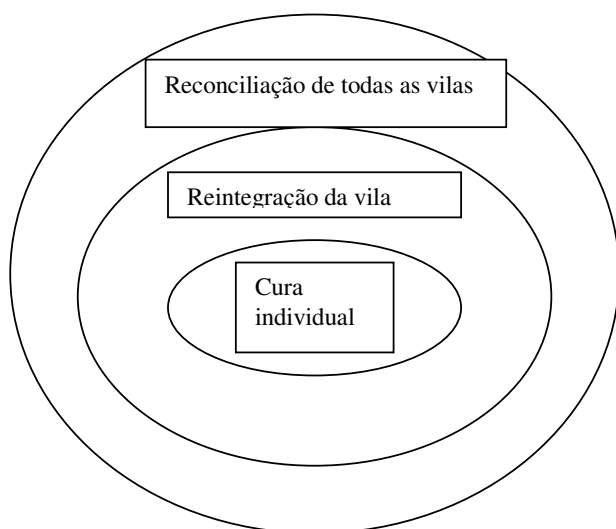 Reconciliação de todas as vilas
Reintegração da vila
Cura
individual